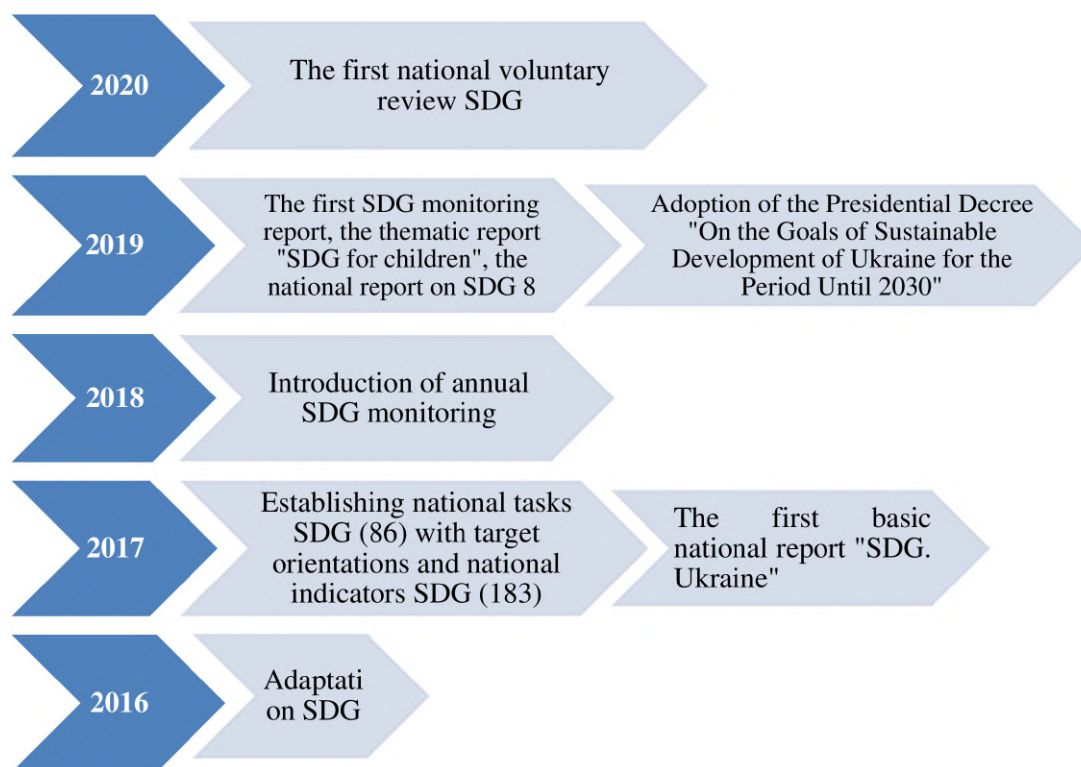 2020
The first national voluntary
review SDG
2019
The first SDG monitoring
report, the thematic report
"SDG for children", the
national report on SDG 8
Adoption of the Presidential Decree
"On the Goals of Sustainable
Development of Ukraine for the
Period Until 2030"
2018
Introduction of annual
SDG monitoring
2017
Establishing national tasks
SDG (86) with target
orientations and national
indicators SDG (183)
The first basic
national report "SDG.
Ukraine"
2016
Adaptati
on SDG